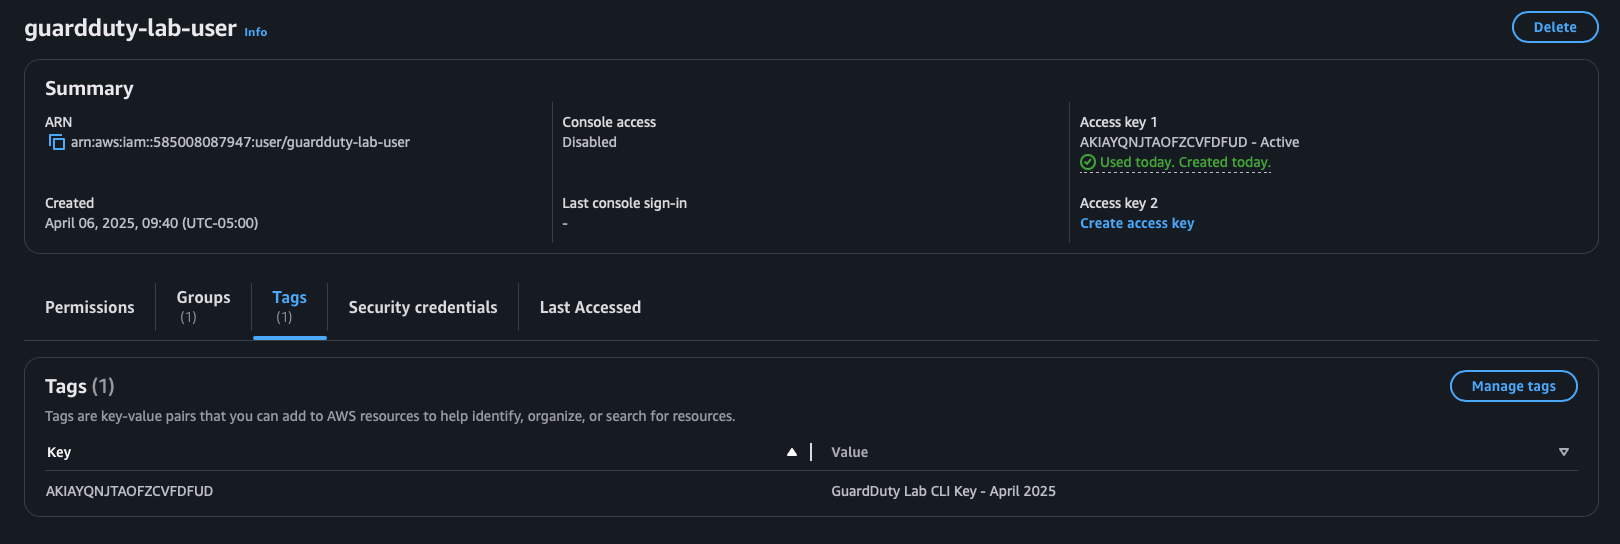 guardduty-lab-user Info
Delete
Summary
ARN
arn:aws:iam::585008087947:user/guardduty-lab-user
Console access
Disabled
Access key 1
AKIAYQNJTAOFZCVFDFUD - Active
Used today. Created today.
Created
April 06, 2025, 09:40 (UTC-05:00)
Last console sign-in
-
Access key 2
Create access key
Permissions
Groups
(1)
Tags
(1)
Security credentials
Last Accessed
Tags (1)
Manage tags
Tags are key-value pairs that you can add to AWS resources to help identify, organize, or search for resources.
Key
Value
AKIAYQNJTAOFZCVFDFUD
GuardDuty Lab CLI Key - April 2025